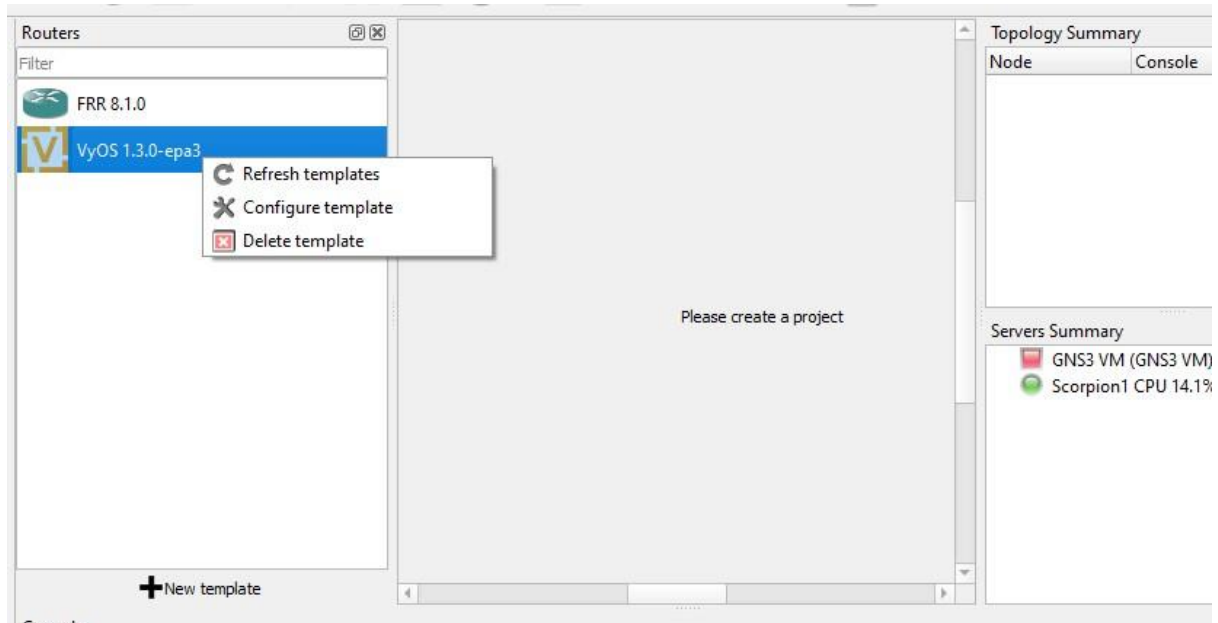 Routers
Filter
FRR 8.1.0
VyOS 1.3.0-epa3
Refresh templates
Configure template
Delete template
New template
Please create a project
Topology Summary
Node Console
Servers Summary
GNS3 VM (GNS3 VM)
Scorpion1 CPU 14.1%